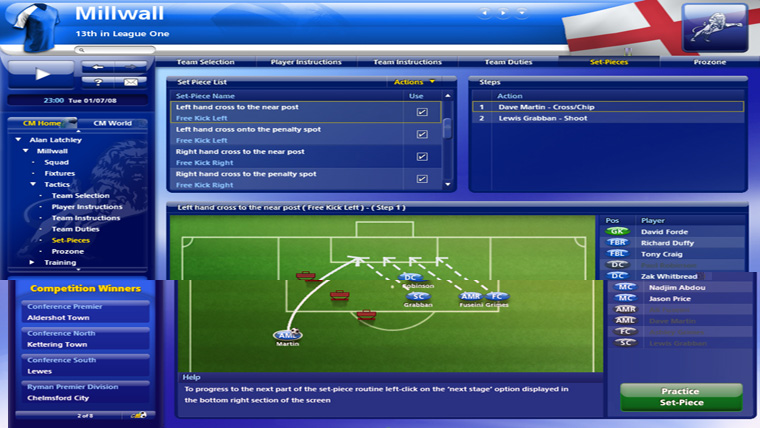 Millwall
13th in League One
23:00 Tue 01/07/08
CM Home
CM World
Alan Latchley
Millwall
Squad
Fixtures
Tactics
Team Selection
Player Instructions
Team Instructions
Team Duties
Set-Pieces
Prozone
Training
Competition Winners
Conference Premier
Aldershot Town
Conference North
Kettering Town
Conference South
Lewes
Ryman Premier Division
Chelmsford City
2 of 8
Team Selection
Player Instructions
Team Instructions
Team Duties
Set-Pieces
Prozone
Set Piece List
Actions
Set-Piece Name
Use
Left hand cross to the near post
Free Kick Left
Left hand cross onto the penalty spot
Free Kick Left
Right hand cross to the near post
Free Kick Right
Right hand cross to the penalty spot
Free Kick Right
Steps
Action
1 Dave Martin - Cross/Chip
2 Lewis Grabban - Shoot
Left hand cross to the near post ( Free Kick Left ) - ( Step 1 )
DC
Robinson
SC
Grabban
AMR
Fuseini
FC
Grimes
AML
Martin
Help
To progress to the next part of the set-piece routine left-click on the 'next stage' option displayed in
the bottom right section of the screen
Pos Player
GK David Forde
FBR Richard Duffy
FBL Tony Craig
DC
DC Zak Whitbread
MC Nadjim Abdou
MC Jason Price
AMR
AML Dave Martin
FC
SC Lewis Grabban
Practice
Set-Piece